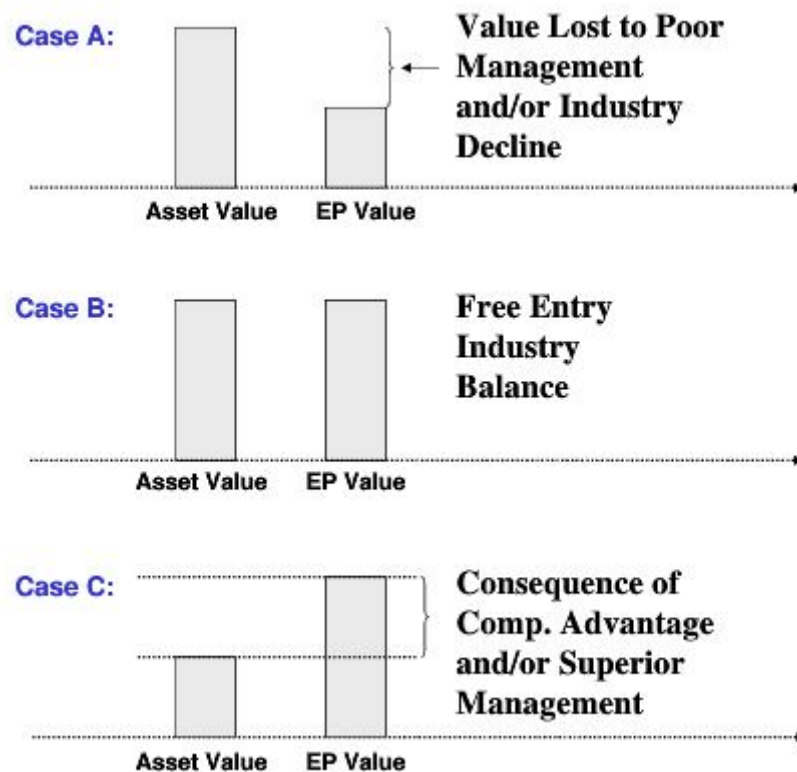 Case A:
Value Lost to Poor
Management
and/or Industry
Decline
Asset Value EP Value
Case B:
Free Entry
Industry
Balance
Asset Value EP Value
Case C:
Consequence of
Comp. Advantage
and/or Superior
Management
Asset Value EP Value